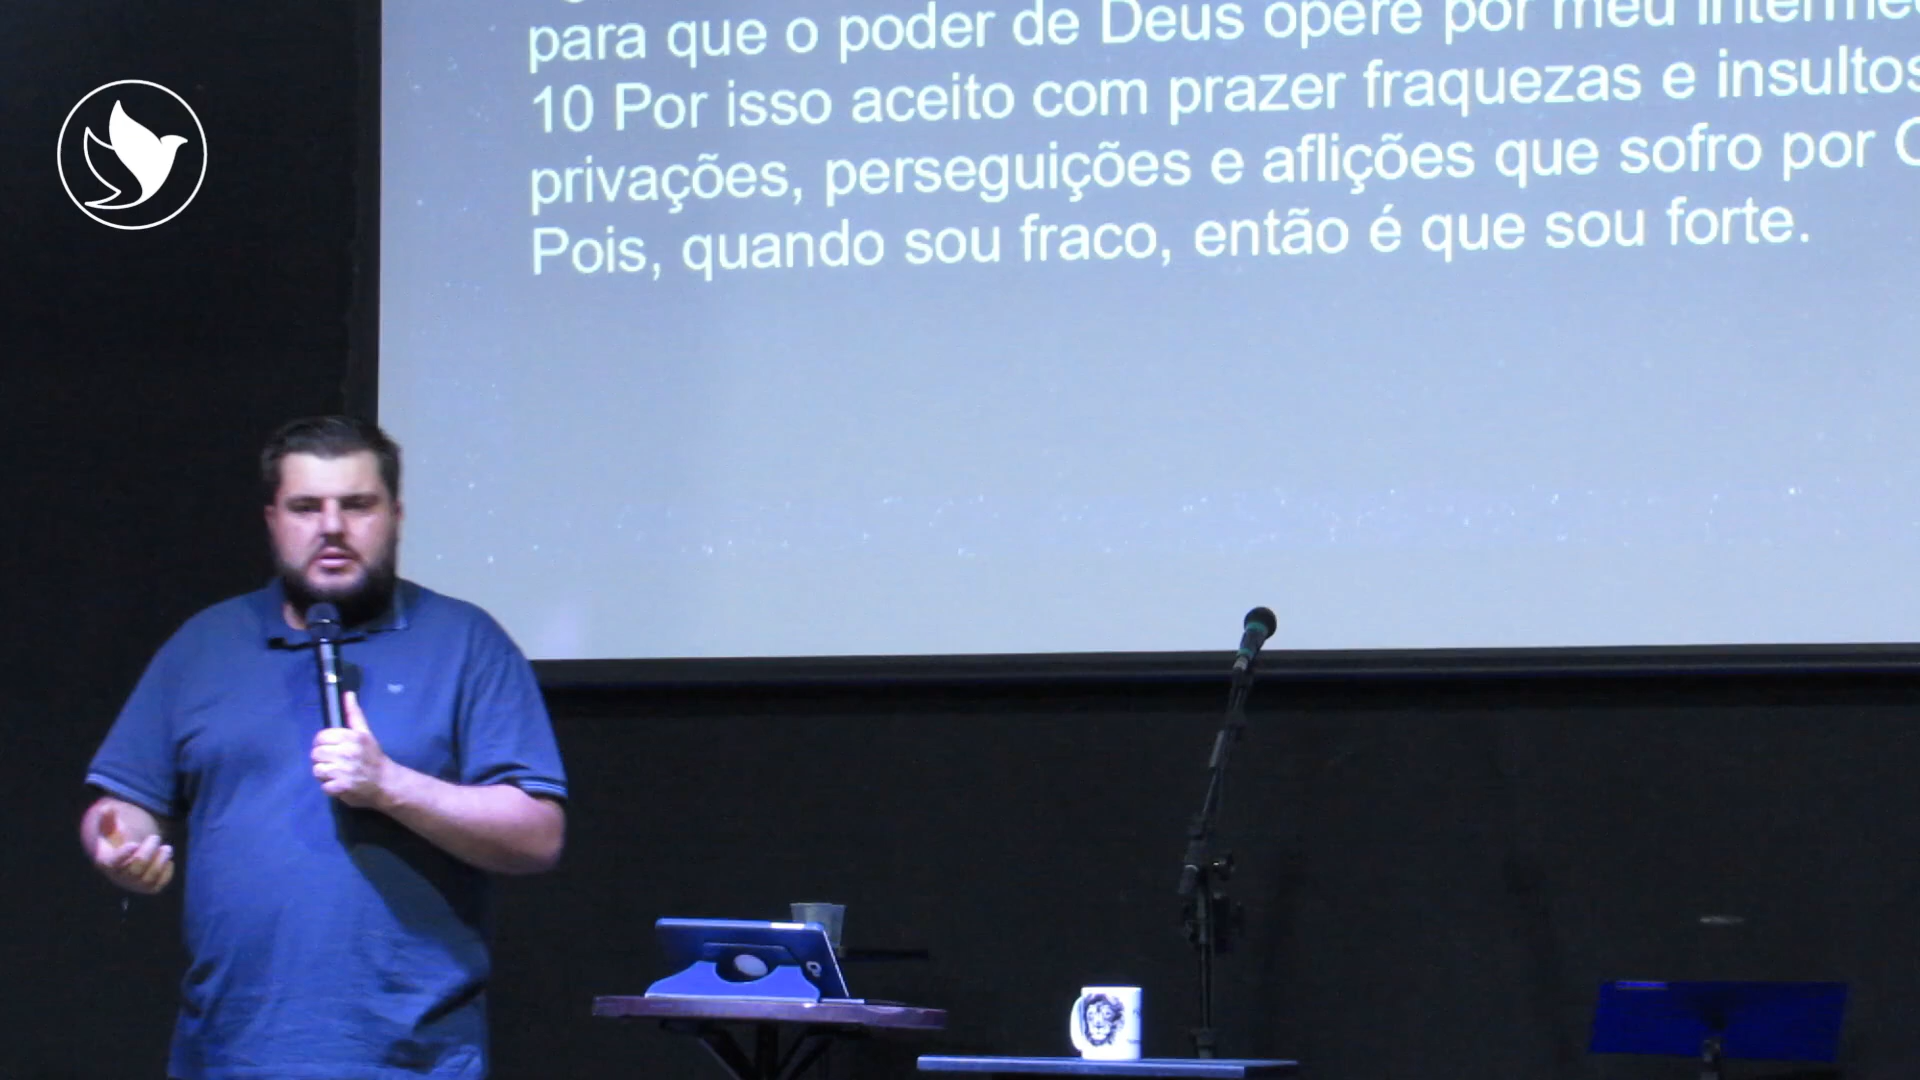 para que o poder de Deus opere por meu
10 Por isso aceito com prazer fraquezas e insultos
privações, perseguições e aflições que sofro por
Pois, quando sou fraco, então é que sou forte.